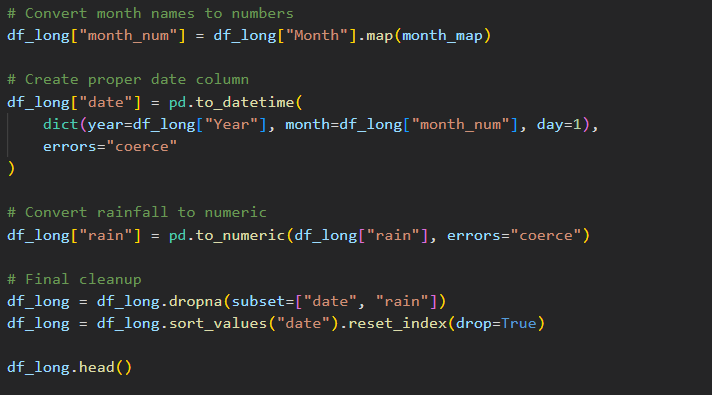 # Convert month names to numbers
df_long["month_num"] = df_long["Month"].map(month_map)
# Create proper date column
df_long["date"] = pd.to_datetime(
    dict(year=df_long["Year"], month=df_long["month_num"], day=1),
    errors="coerce"
)
# Convert rainfall to numeric
df_long["rain"] = pd.to_numeric(df_long["rain"], errors="coerce")
# Final cleanup
df_long = df_long.dropna(subset=["date", "rain"])
df_long = df_long.sort_values("date").reset_index(drop=True)
df_long.head()